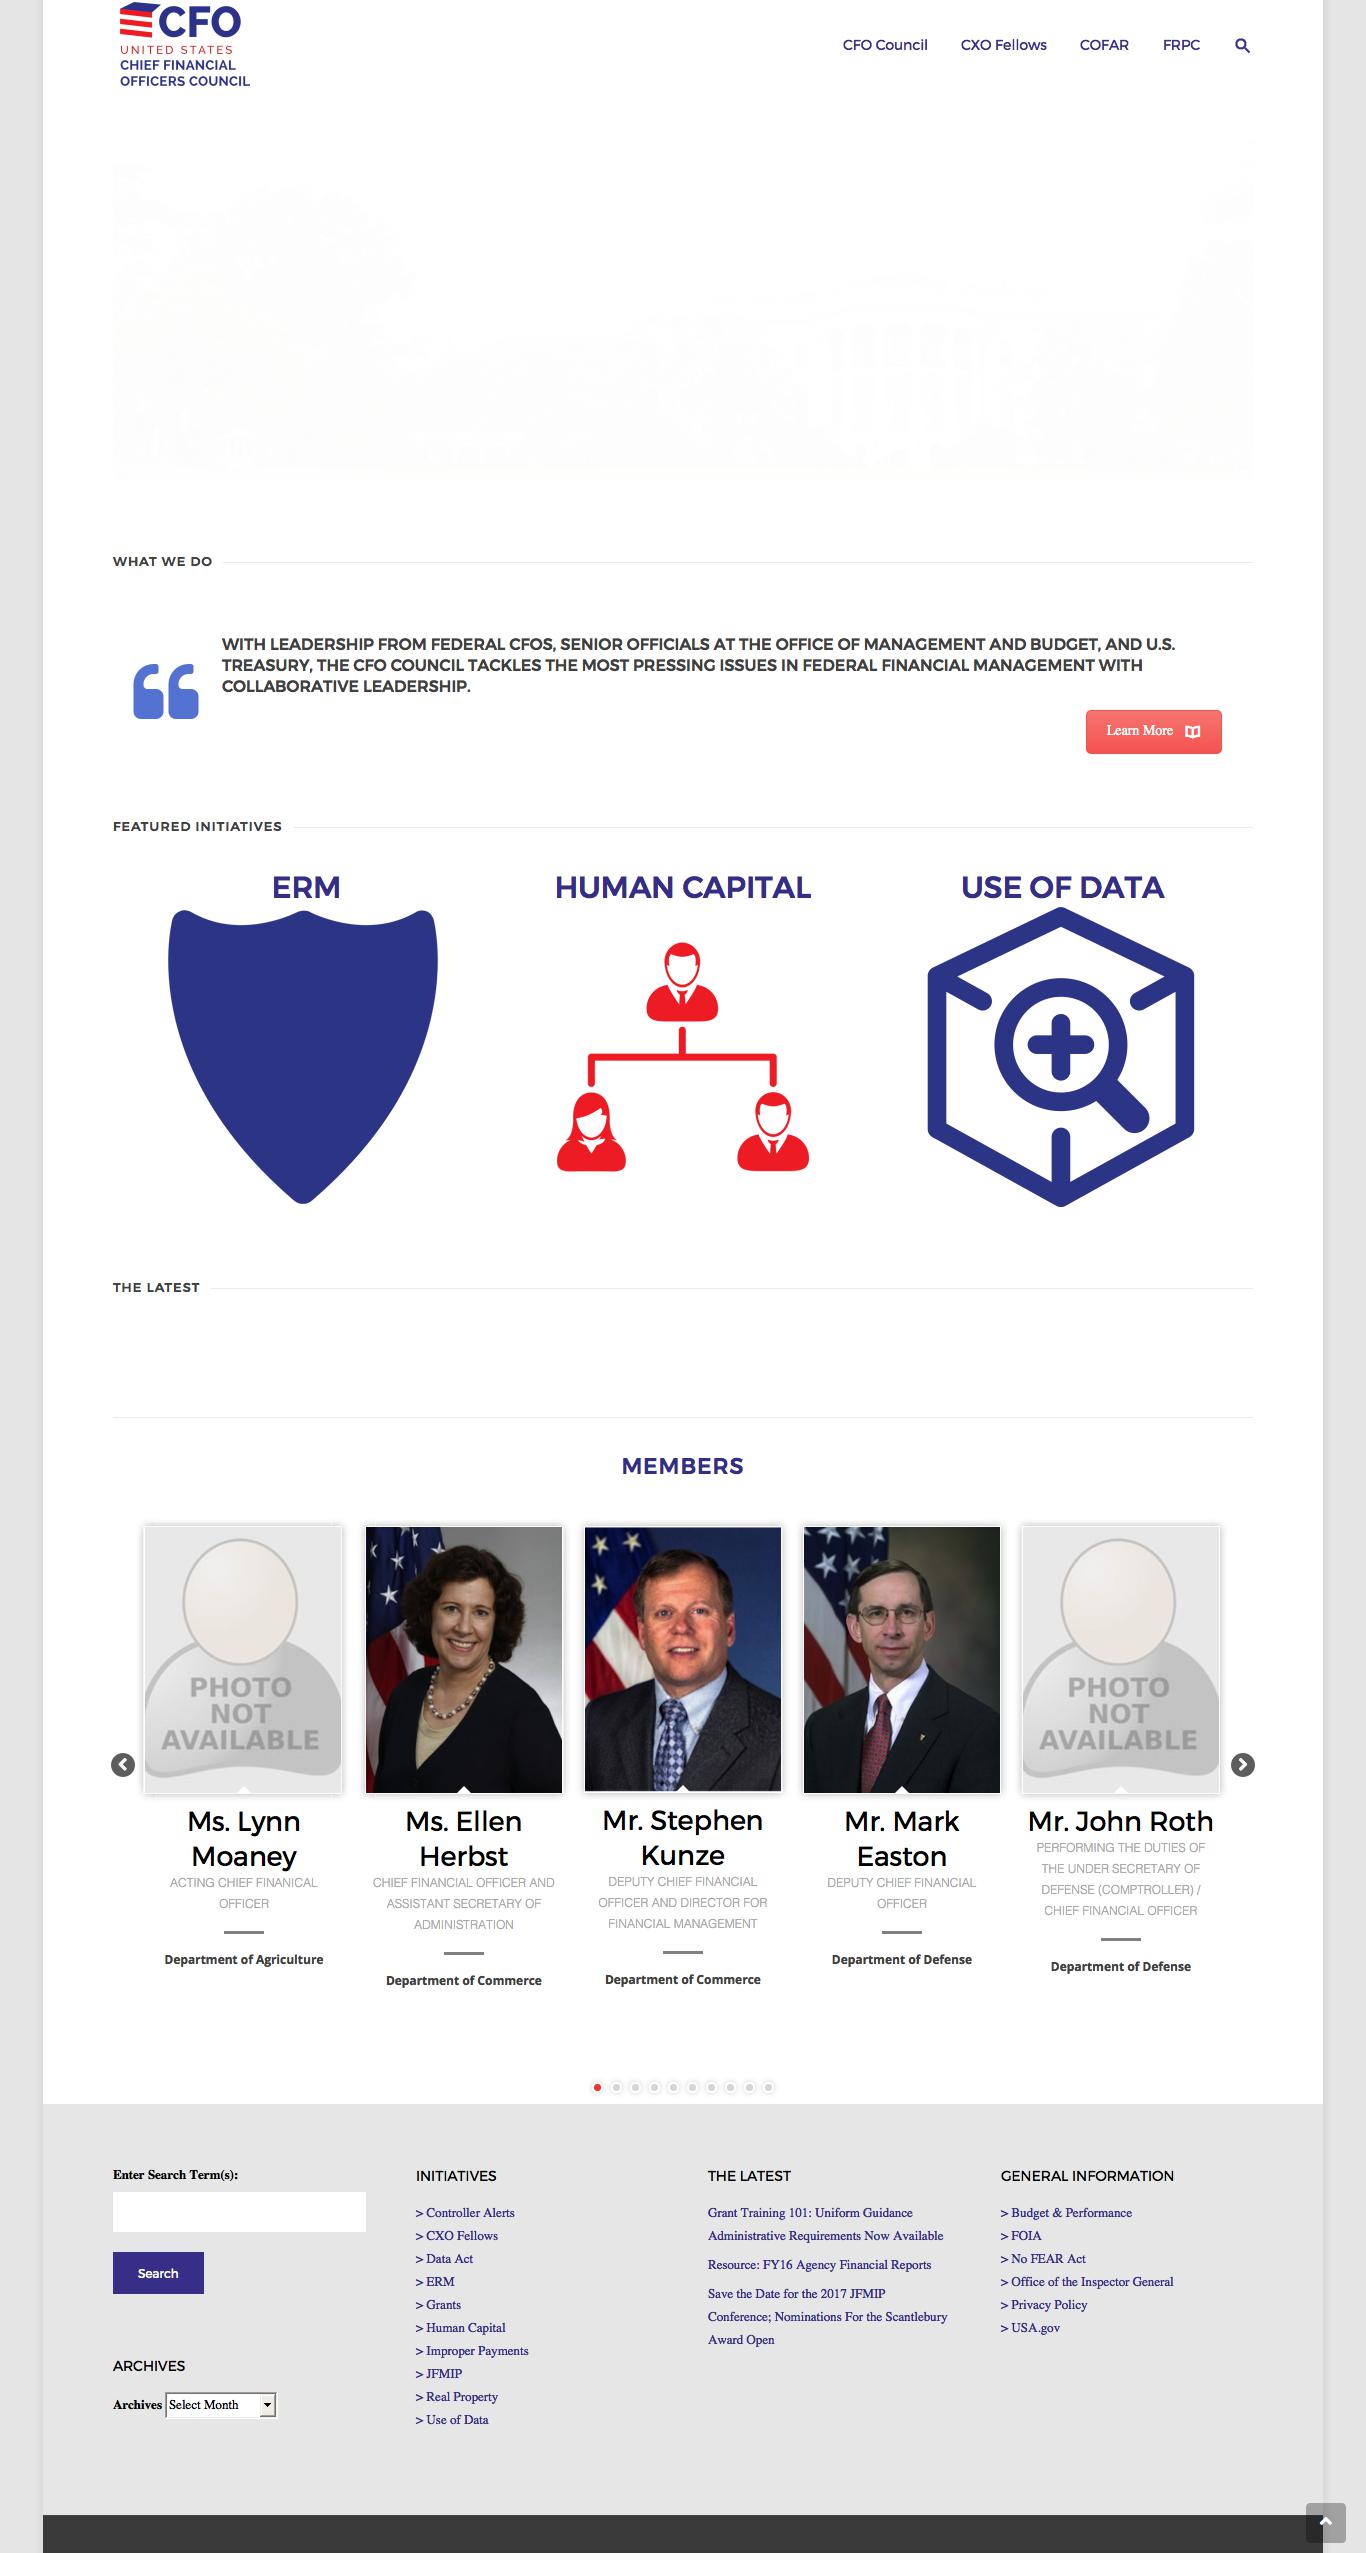 CFO
UNITED STATES
CHIEF FINANCIAL
OFFICERS COUNCIL
CFO Council CXO Fellows COFAR FRPC
WHAT WE DO
WITH LEADERSHIP FROM FEDERAL CFOS, SENIOR OFFICIALS AT THE OFFICE OF MANAGEMENT AND BUDGET, AND U.S.
TREASURY, THE CFO COUNCIL TACKLES THE MOST PRESSING ISSUES IN FEDERAL FINANCIAL MANAGEMENT WITH
COLLABORATIVE LEADERSHIP.
Learn More
FEATURED INITIATIVES
ERM
HUMAN CAPITAL
USE OF DATA
THE LATEST
MEMBERS
PHOTO
NOT
AVAILABLE
Ms. Lynn
Moaney
ACTING CHIEF FINANICAL
OFFICER
Department of Agriculture
Ms. Ellen
Herbst
CHIEF FINANCIAL OFFICER AND
ASSISTANT SECRETARY OF
ADMINISTRATION
Department of Commerce
Mr. Stephen
Kunze
DEPUTY CHIEF FINANCIAL
OFFICER AND DIRECTOR FOR
FINANCIAL MANAGEMENT
Department of Commerce
Mr. Mark
Easton
DEPUTY CHIEF FINANCIAL
OFFICER
Department of Defense
PHOTO
NOT
AVAILABLE
Mr. John Roth
PERFORMING THE DUTIES OF
THE UNDER SECRETARY OF
DEFENSE (COMPTROLLER) /
CHIEF FINANCIAL OFFICER
Department of Defense
Enter Search Term(s):
Search
ARCHIVES
Archives Select Month
INITIATIVES
> Controller Alerts
> CXO Fellows
> Data Act
> ERM
> Grants
> Human Capital
> Improper Payments
> JFMIP
> Real Property
> Use of Data
THE LATEST
Grant Training 101: Uniform Guidance
Administrative Requirements Now Available
Resource: FY16 Agency Financial Reports
Save the Date for the 2017 JFMIP
Conference; Nominations For the Scantlebury
Award Open
GENERAL INFORMATION
> Budget & Performance
> FOIA
> No FEAR Act
> Office of the Inspector General
> Privacy Policy
> USA.gov